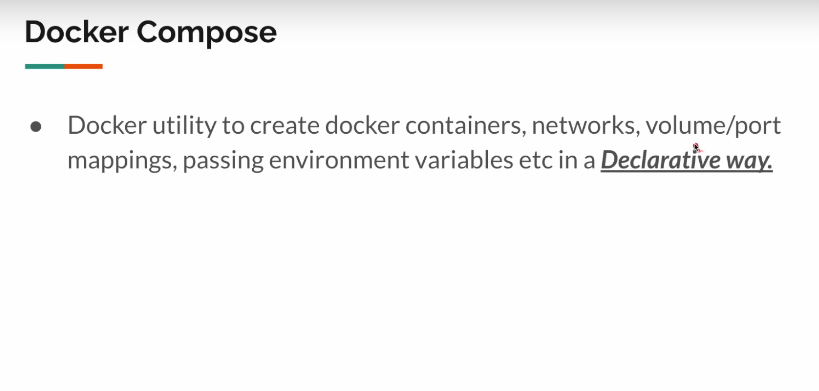 Docker Compose
● Docker utility to create docker containers, networks, volume/port
mappings, passing environment variables etc in a Declarative way.